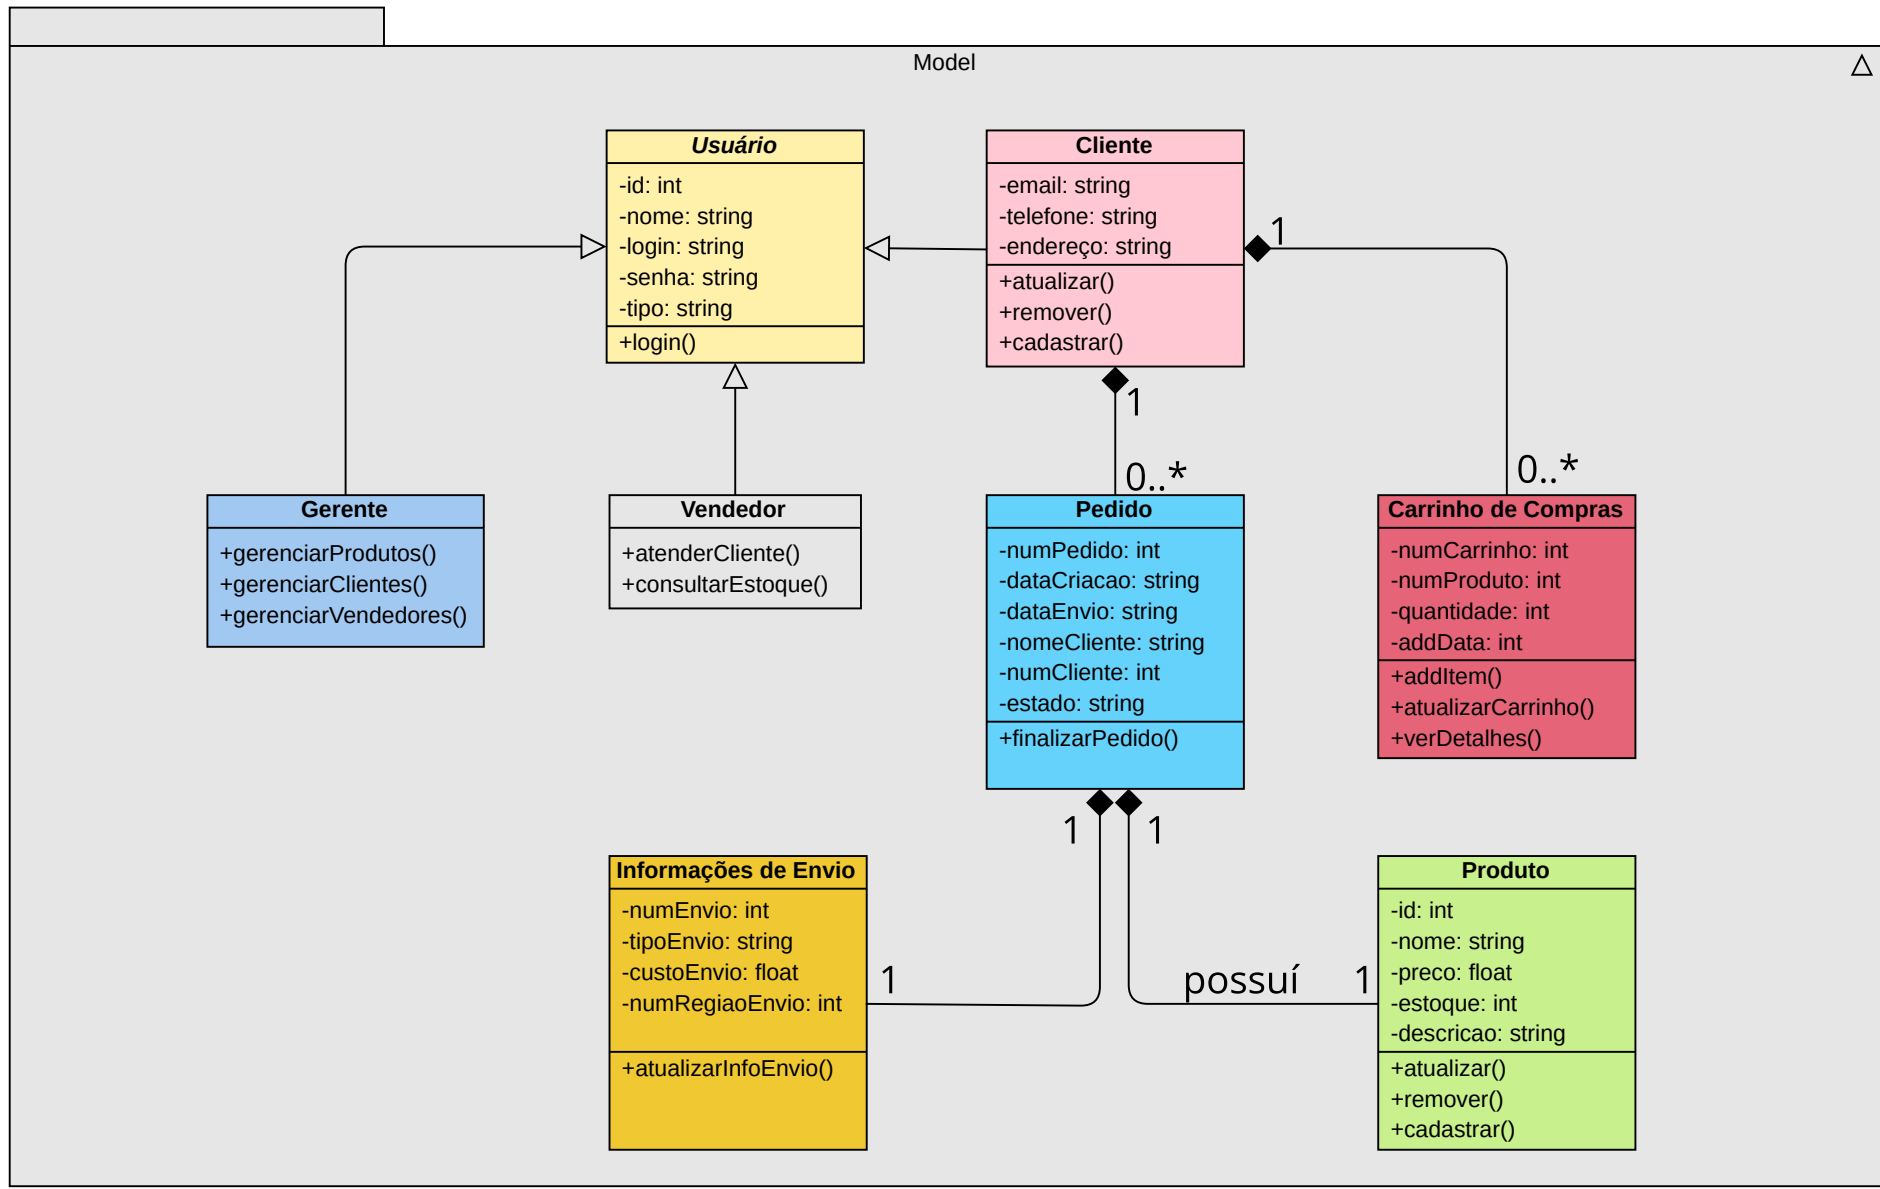 Model
Usuário
-id: int
-nome: string
-login: string
-senha: string
-tipo: string
+login()
Cliente
-email: string
-telefone: string
-endereço: string
+atualizar()
+remover()
+cadastrar()
1
1
0..*
0..*
Gerente
+gerenciarProdutos()
+gerenciarClientes()
+gerenciarVendedores()
Vendedor
+atenderCliente()
+consultarEstoque()
Pedido
-numPedido: int
-dataCriacao: string
-dataEnvio: string
-nomeCliente: string
-numCliente: int
-estado: string
+finalizarPedido()
Carrinho de Compras
-numCarrinho: int
-numProduto: int
-quantidade: int
-addData: int
+addItem()
+atualizarCarrinho()
+verDetalhes()
1
1
Informações de Envio
-numEnvio: int
-tipoEnvio: string
-custoEnvio: float
-numRegiaoEnvio: int
+atualizarInfoEnvio()
1
possuí
1
Produto
-id: int
-nome: string
-preco: float
-estoque: int
-descricao: string
+atualizar()
+remover()
+cadastrar()